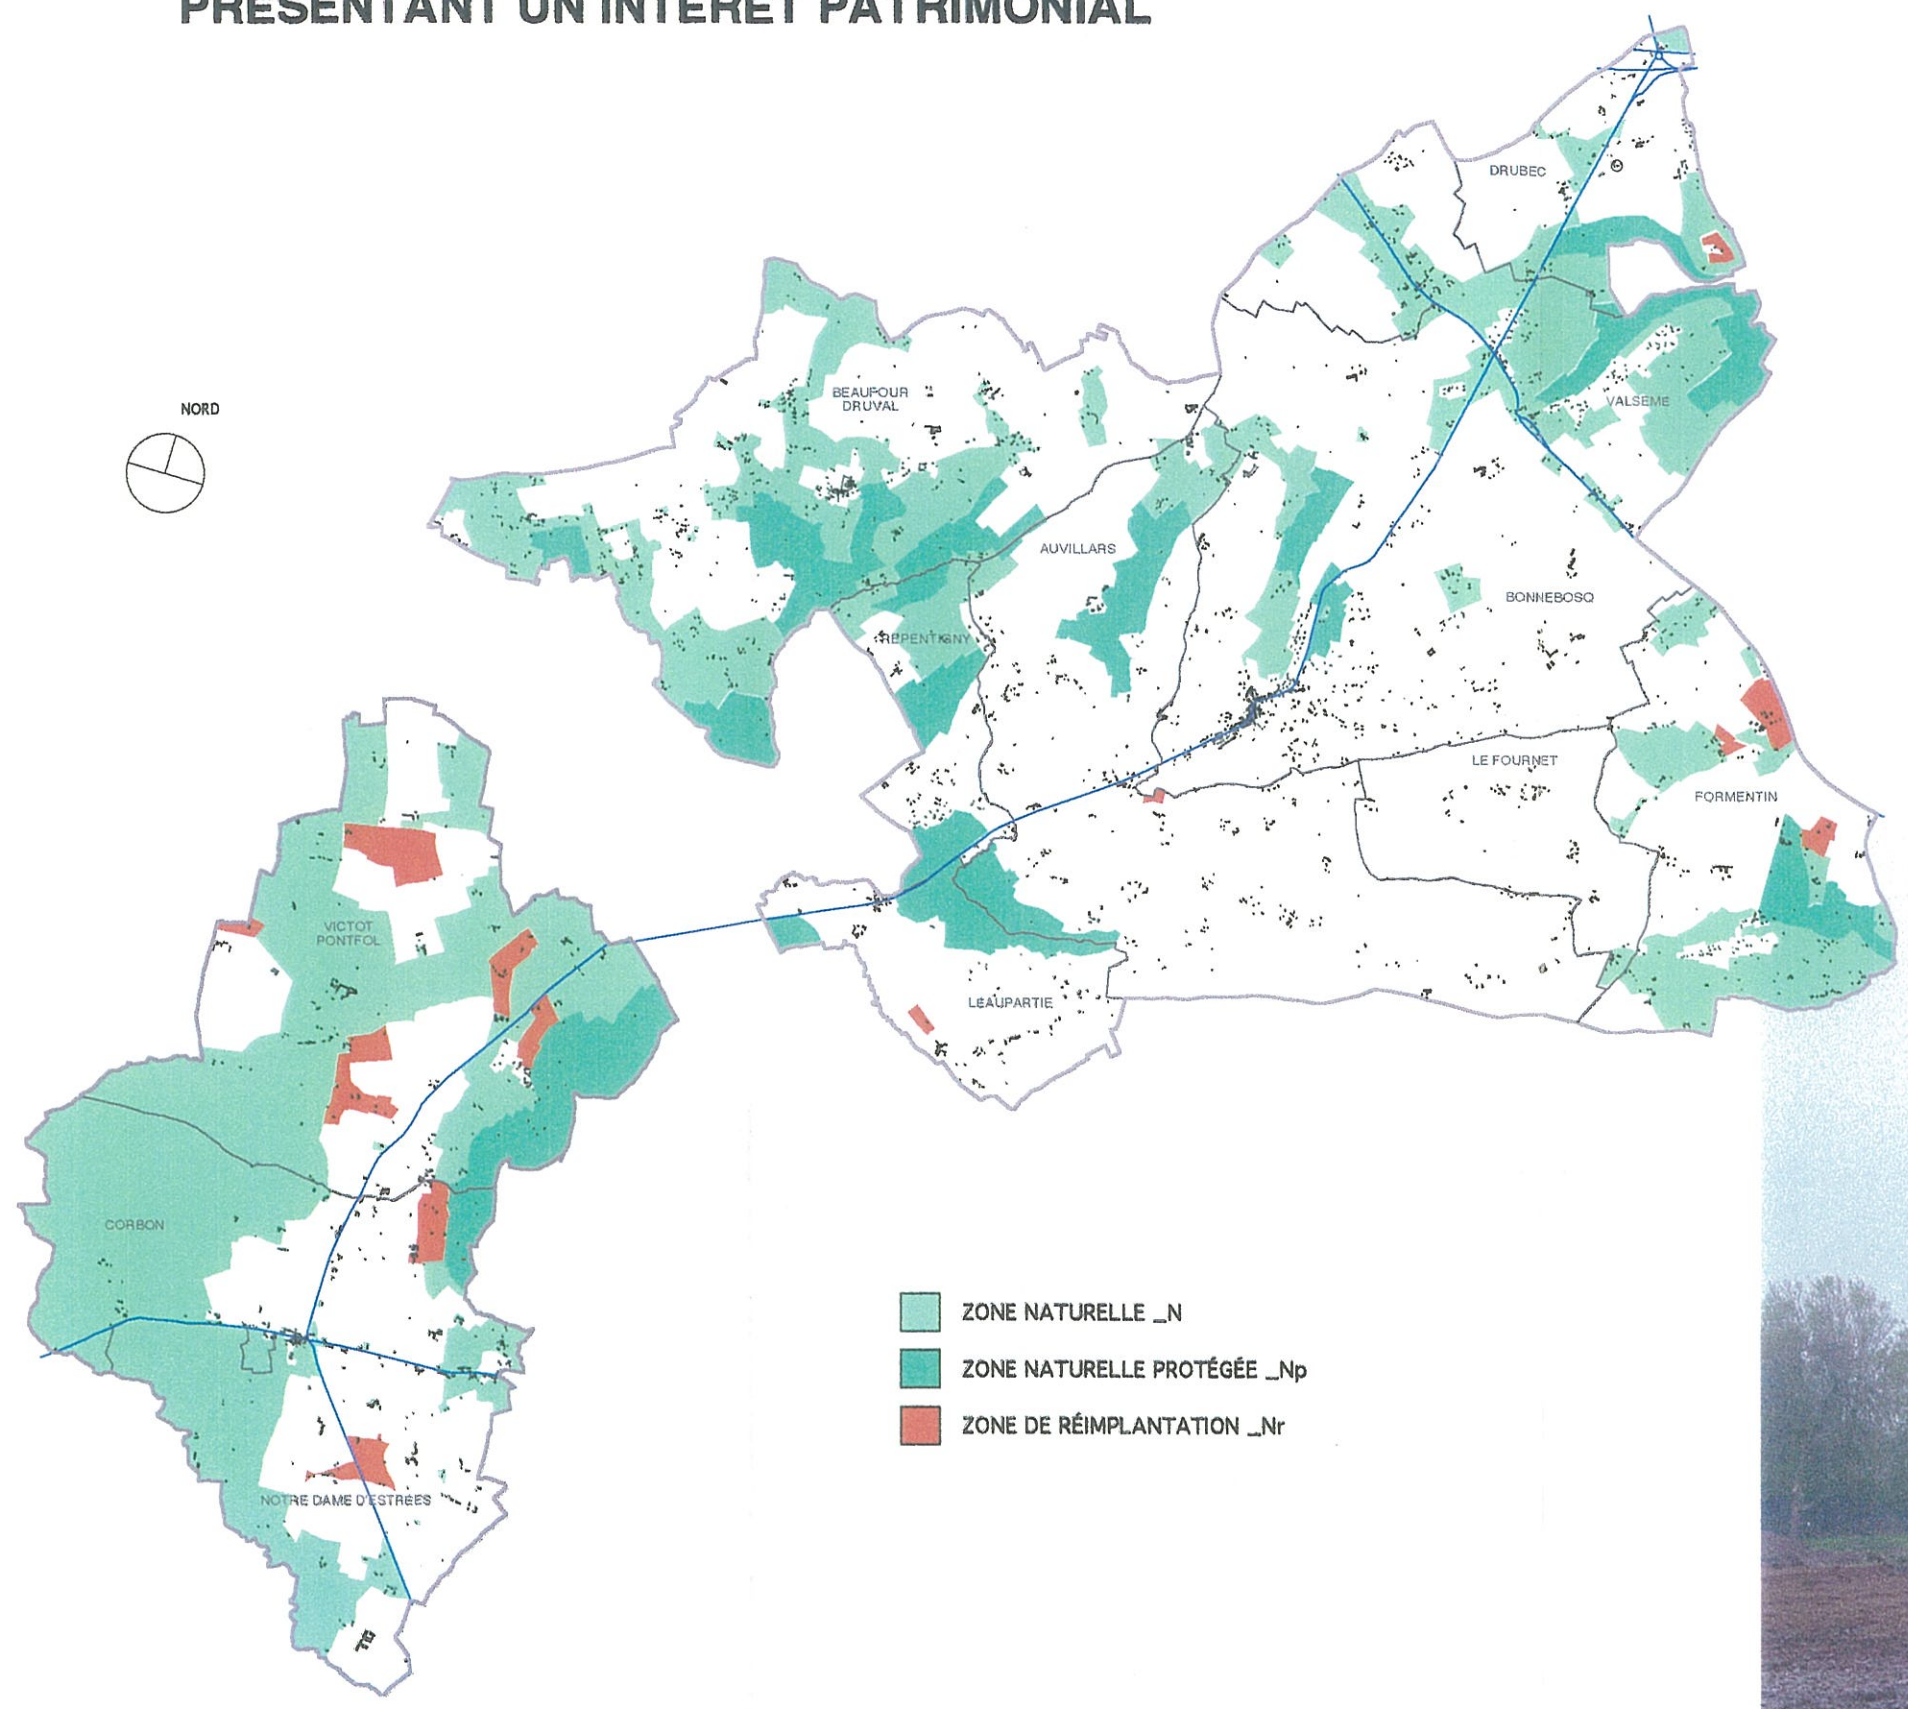 PRÉSENTANT UN INTÉRÊT PATRIMONIAL
DRUBEC
BEAUFOUR
DRUVAL
VALSEME
NORD
AUVILLARS
BONNEBOSQ
REPENTIGNY
LE FOURNET
FORMENTIN
VICTOT
PONTFOL
LEAUPARTIE
CORBON
ZONE NATURELLE _N
ZONE NATURELLE PROTÉGÉE _Np
ZONE DE RÉIMPLANTATION _Nr
NOTRE DAME D'ESTRÉES